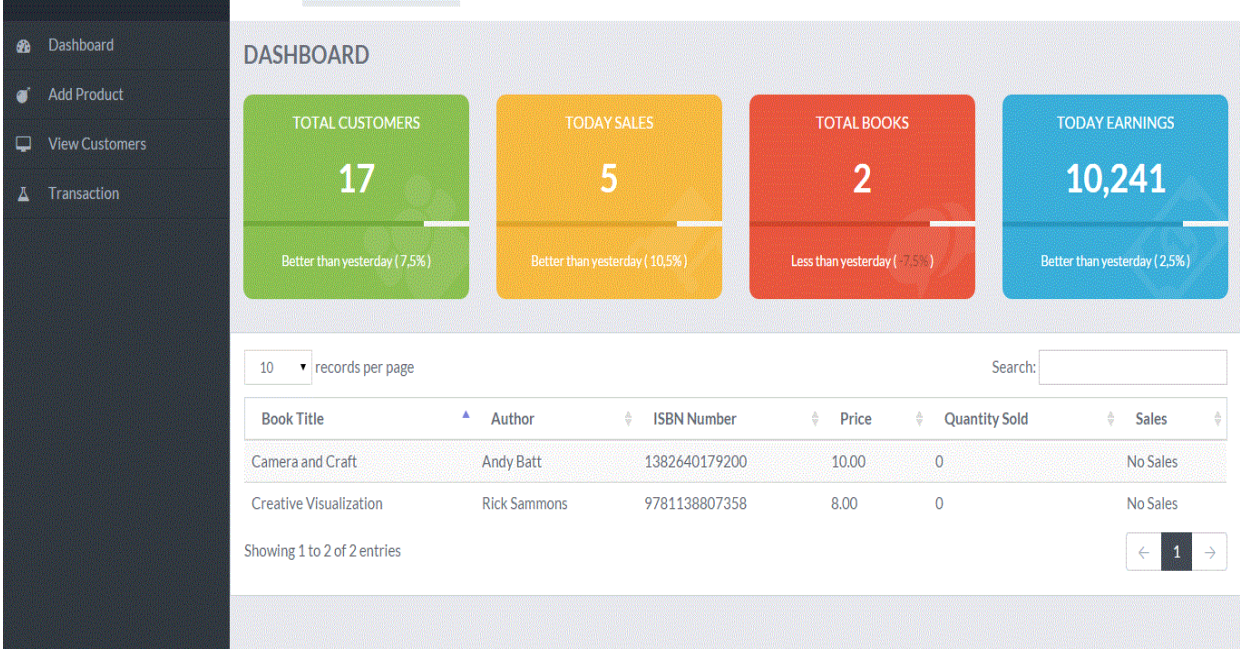 Dashboard
Add Product
View Customers
Transaction
DASHBOARD
TOTAL CUSTOMERS
17
Better than yesterday ( 7,5% )
TODAY SALES
5
Better than yesterday ( 10,5% )
TOTAL BOOKS
2
Less than yesterday ( -7,5% )
TODAY EARNINGS
10,241
Better than yesterday ( 2,5% )
10 records per page
Search:
Book Title Author ISBN Number Price Quantity Sold Sales
Camera and Craft Andy Batt 1382640179200 10.00 0 No Sales
Creative Visualization Rick Sammons 9781138807358 8.00 0 No Sales
Showing 1 to 2 of 2 entries
← 1 →